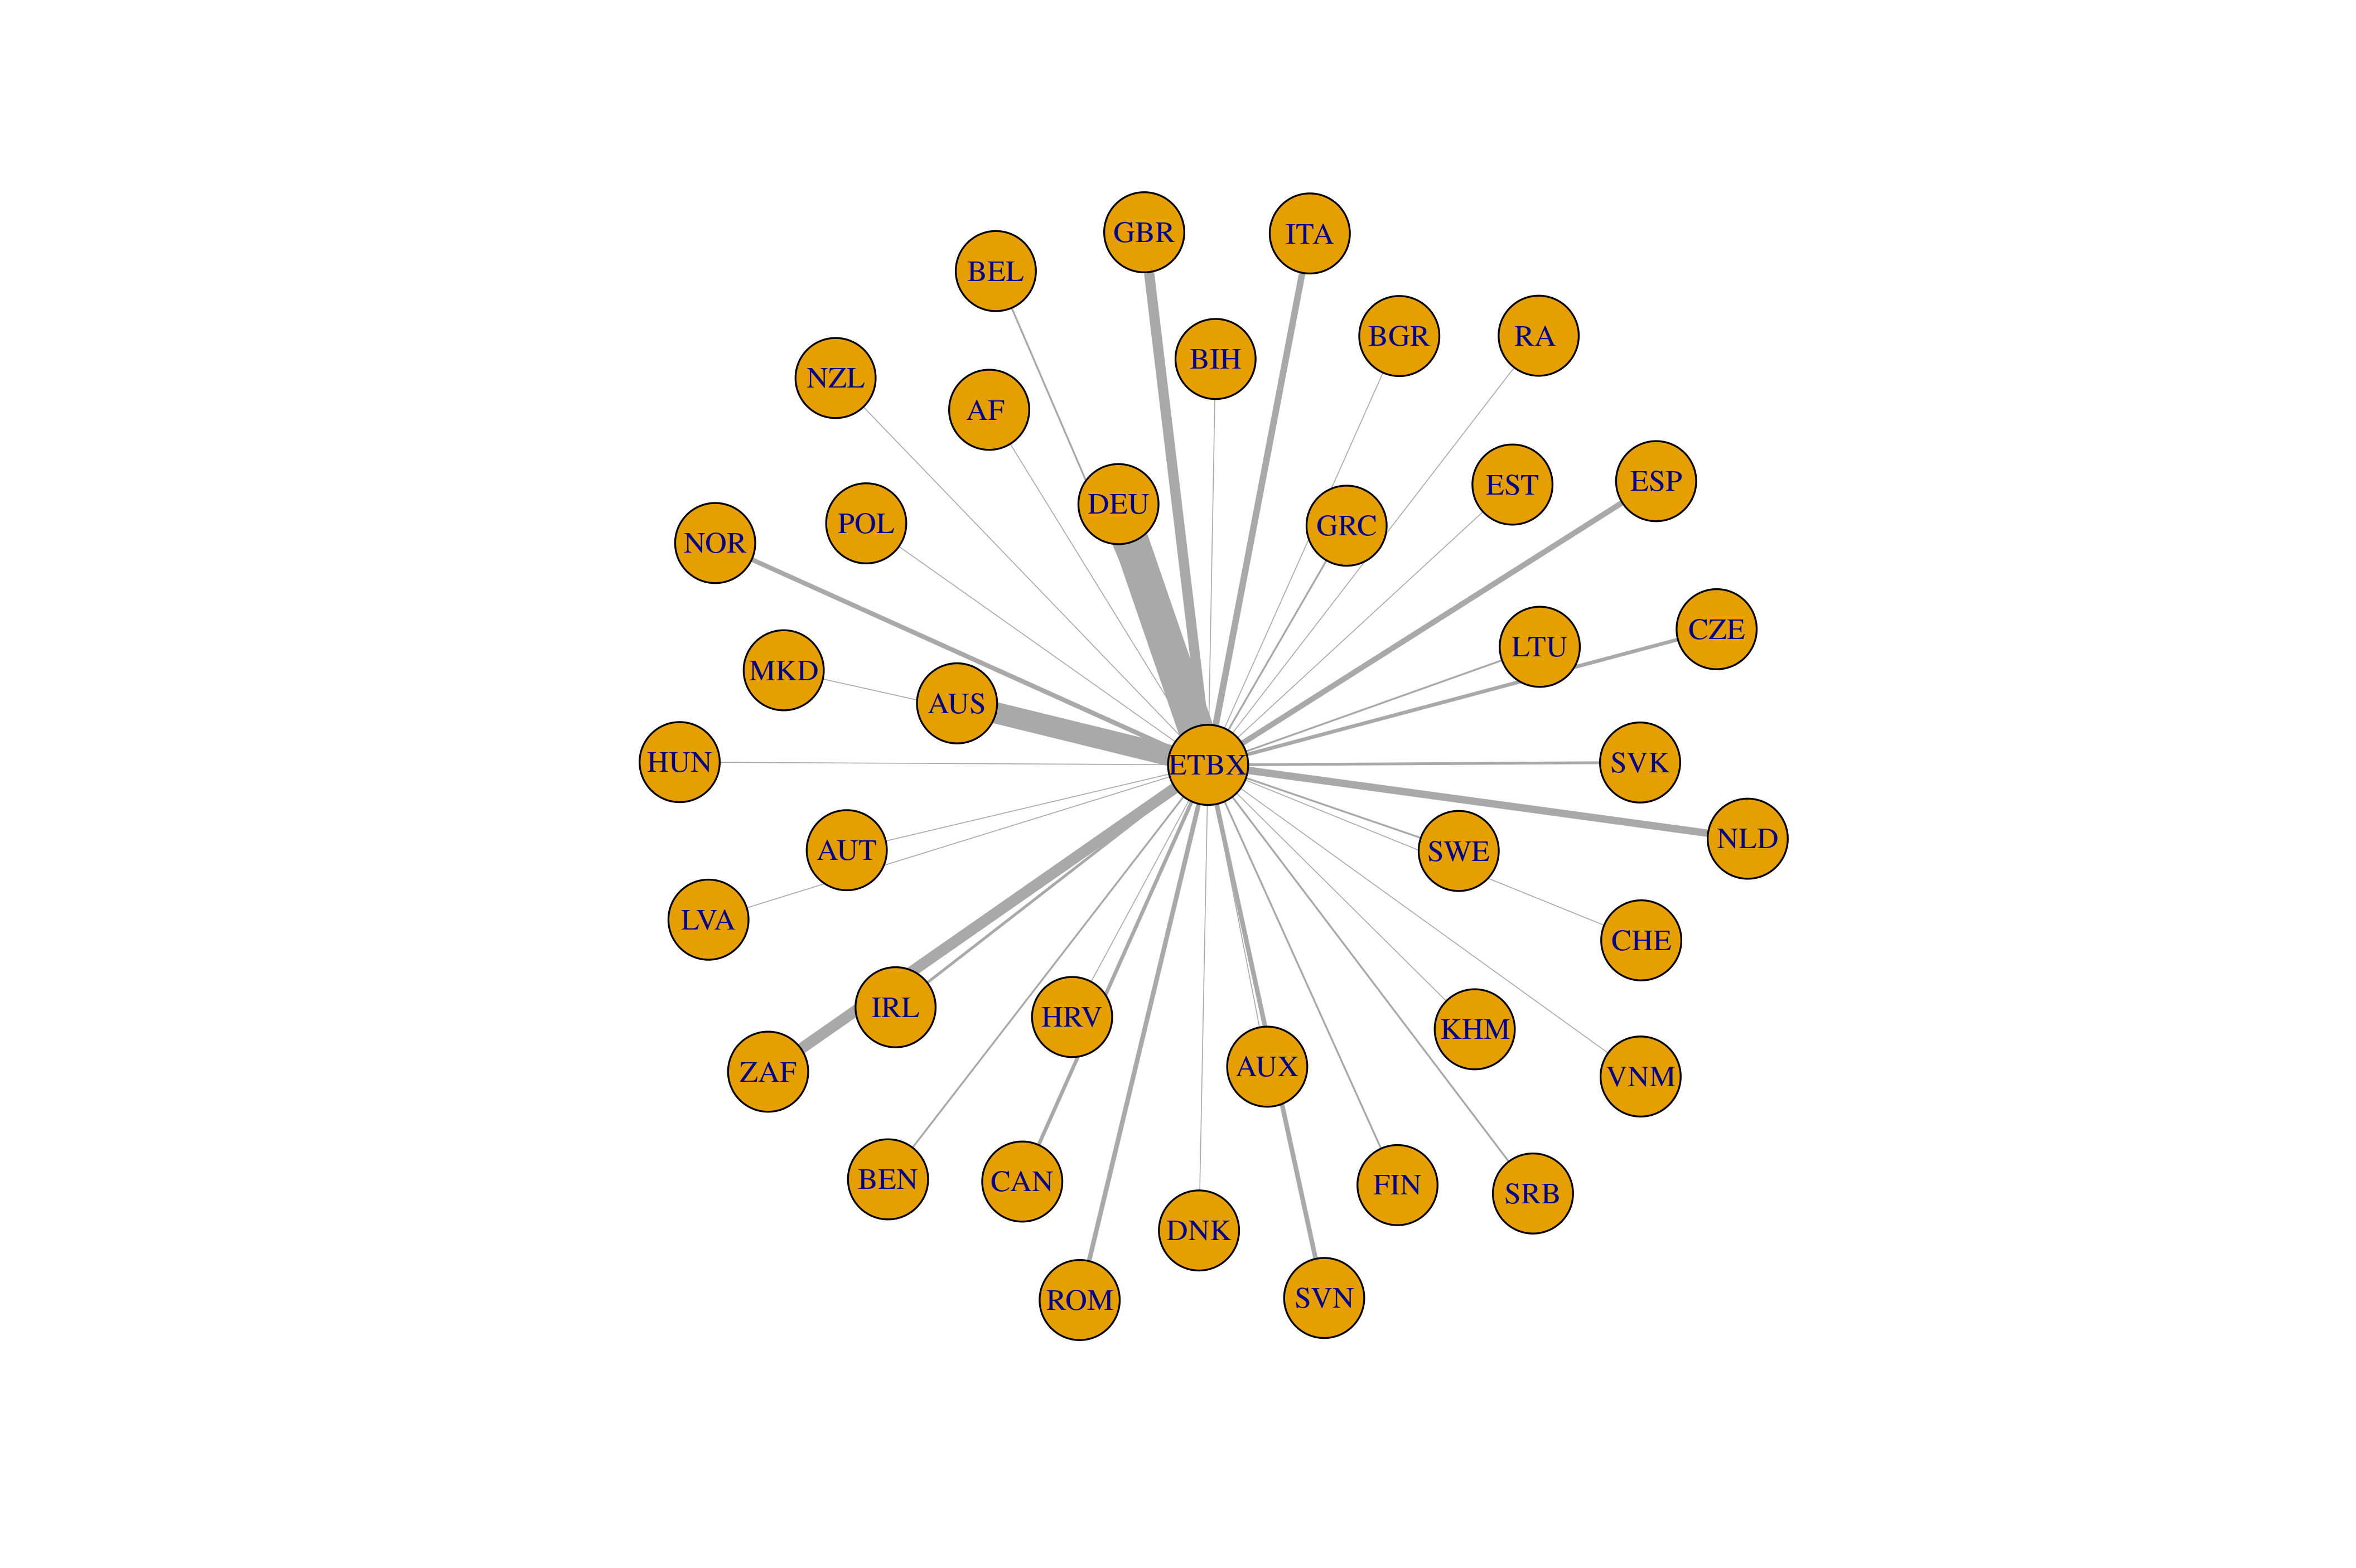 GBR
ITA
BEL
BGR
RA
BIH
NZL
AF
ESP
EST
DEU
POL
GRC
NOR
CZE
LTU
MKD
AUS
HUN
ETBX
SVK
NLD
AUT
SWE
LVA
CHE
IRL
HRV
KHM
ZAF
AUX
VNM
BEN
CAN
FIN
SRB
DNK
ROM
SVN